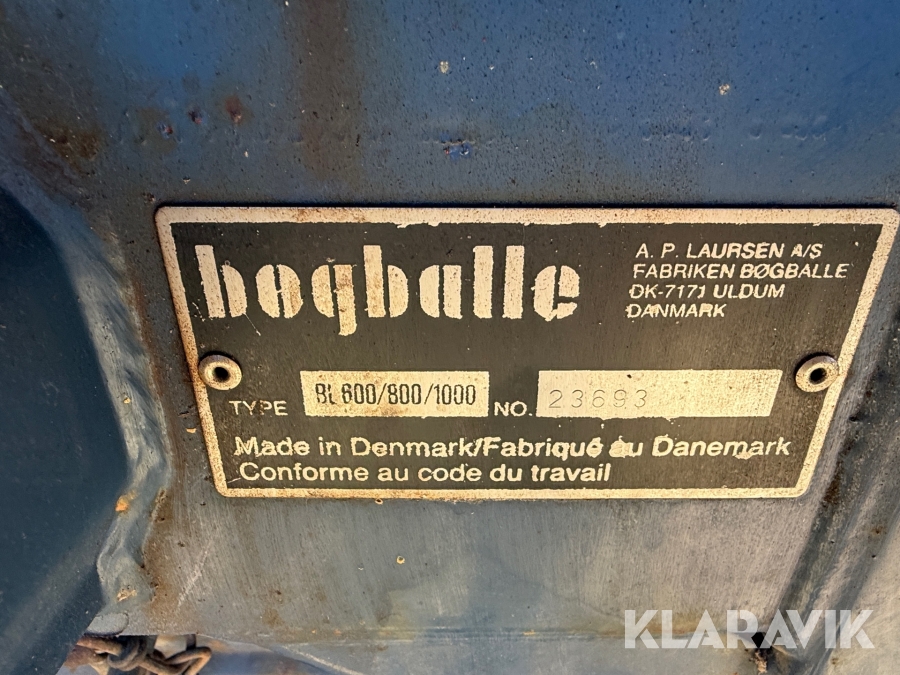 bøgballe
A. P. LAURSEN A/S
FABRIKEN BØGBALLE
DK-7171 ULDUM
DANMARK
TYPE BL 600/800/1000 NO. 23693
Made in Denmark/Fabriqué au Danemark
Conforme au code du travail
KLARAVIK